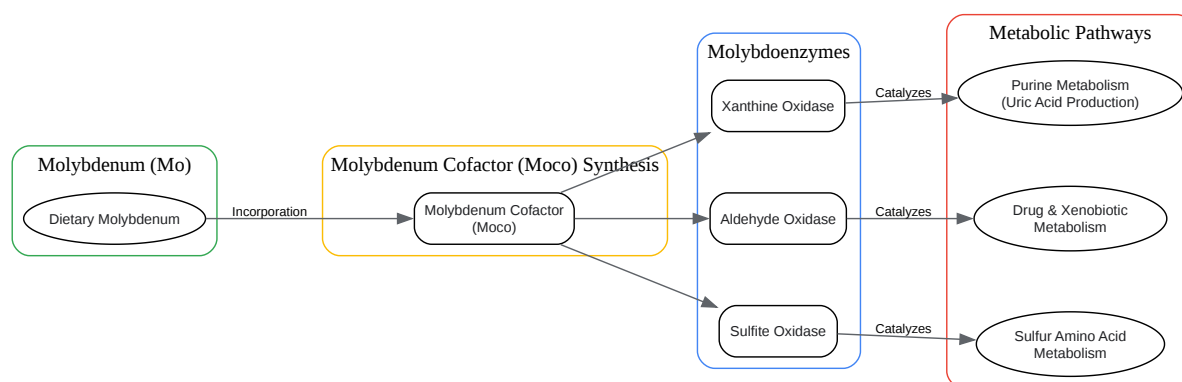 Molybdenum (Mo)
Dietary Molybdenum
Incorporation
Molybdenum Cofactor (Moco) Synthesis
Molybdenum Cofactor
(Moco)
Molybdoenzymes
Xanthine Oxidase
Aldehyde Oxidase
Sulfite Oxidase
Catalyzes
Catalyzes
Catalyzes
Metabolic Pathways
Purine Metabolism
(Uric Acid Production)
Drug & Xenobiotic
Metabolism
Sulfur Amino Acid
Metabolism